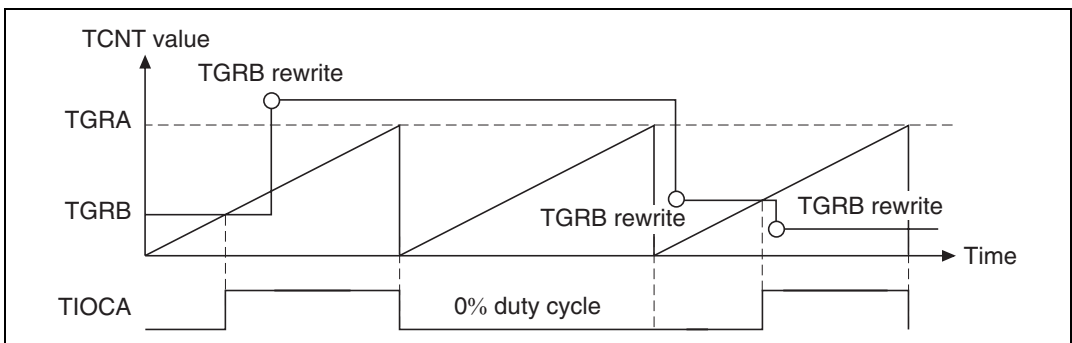 TCNT value
TGRB rewrite
TGRA
TGRB
TGRB rewrite
TGRB rewrite
Time
TIOCA
0% duty cycle